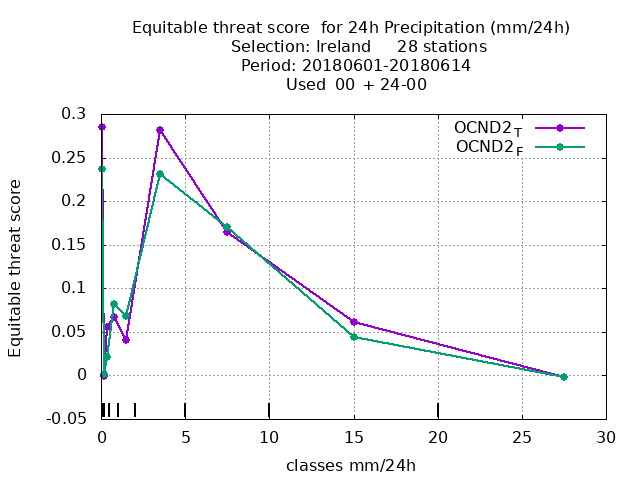 Equitable threat score  for 24h Precipitation (mm/24h)
Selection: Ireland     28 stations
Period: 20180601-20180614
Used  00  + 24-00
OCND2T
OCND2F
0.3
0.25
0.2
0.15
0.1
0.05
0
-0.05
Equitable threat score
0 5 10 15 20 25 30
classes mm/24h